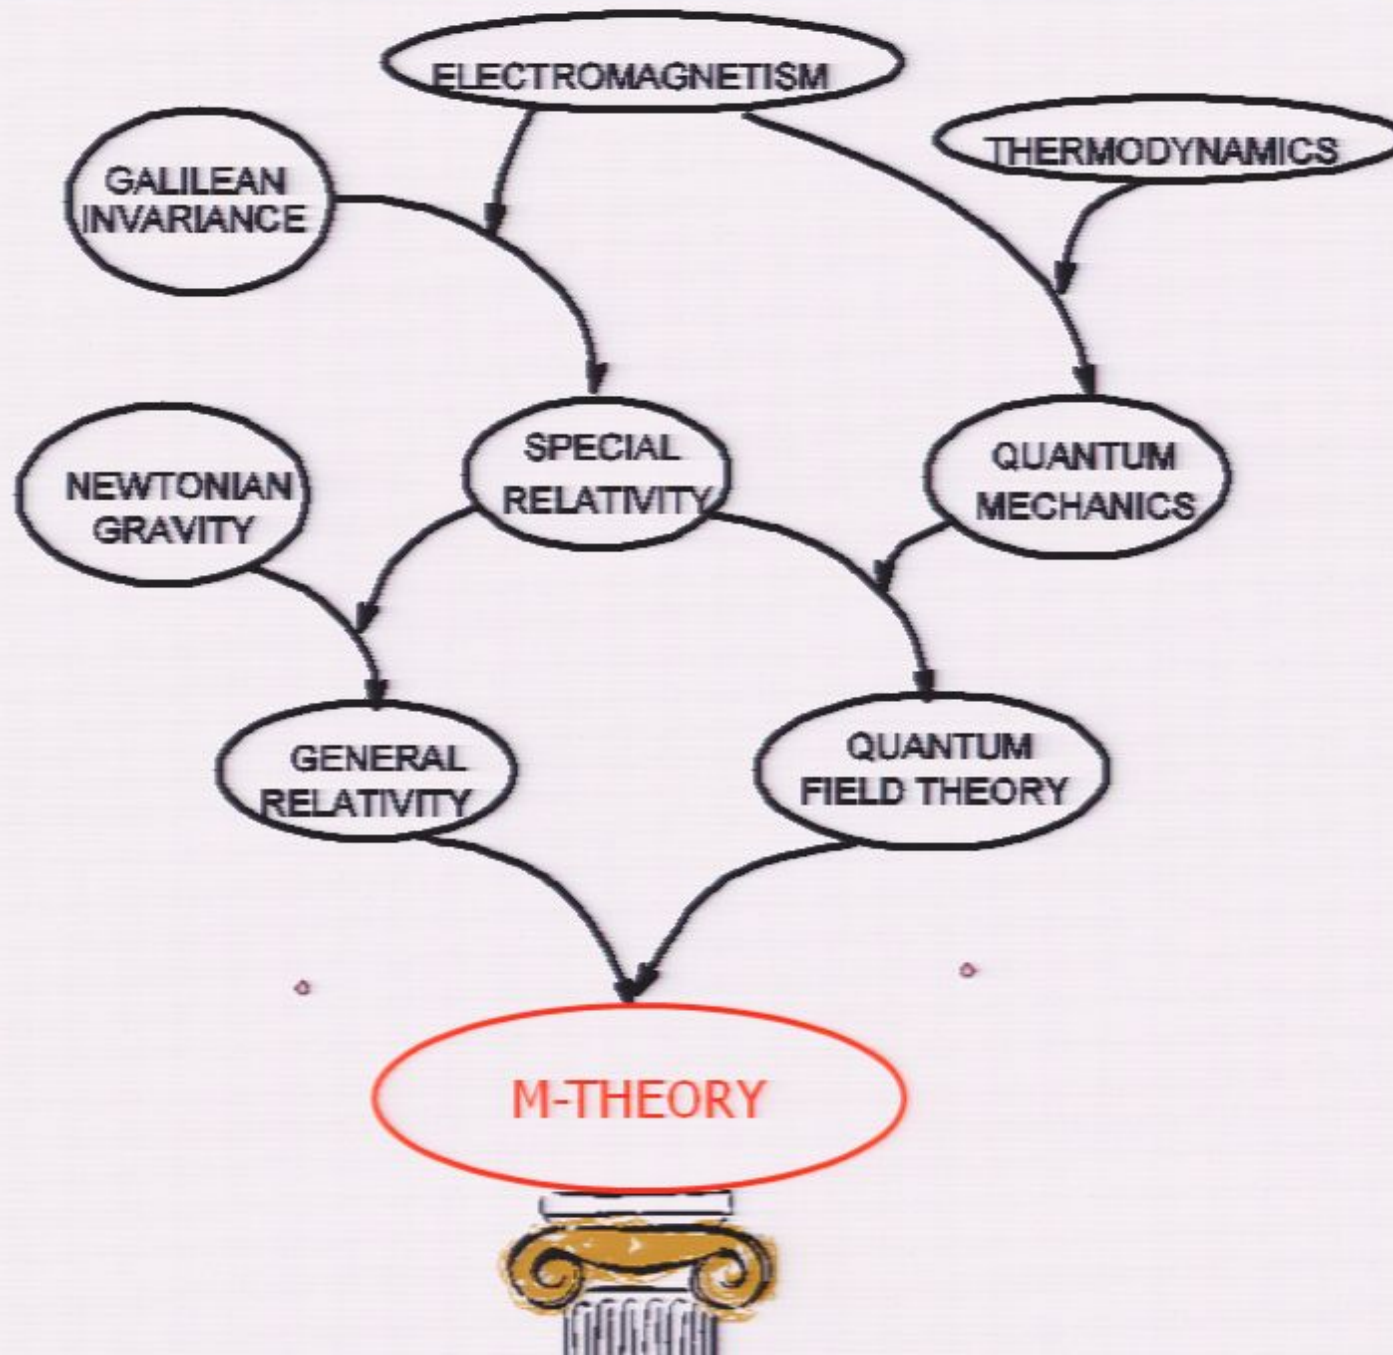 ELECTROMAGNETISM
THERMODYNAMICS
GALILEAN
INVARIANCE
NEWTONIAN
GRAVITY
SPECIAL
RELATIVITY
QUANTUM
MECHANICS
GENERAL
RELATIVITY
QUANTUM
FIELD THEORY
M-THEORY